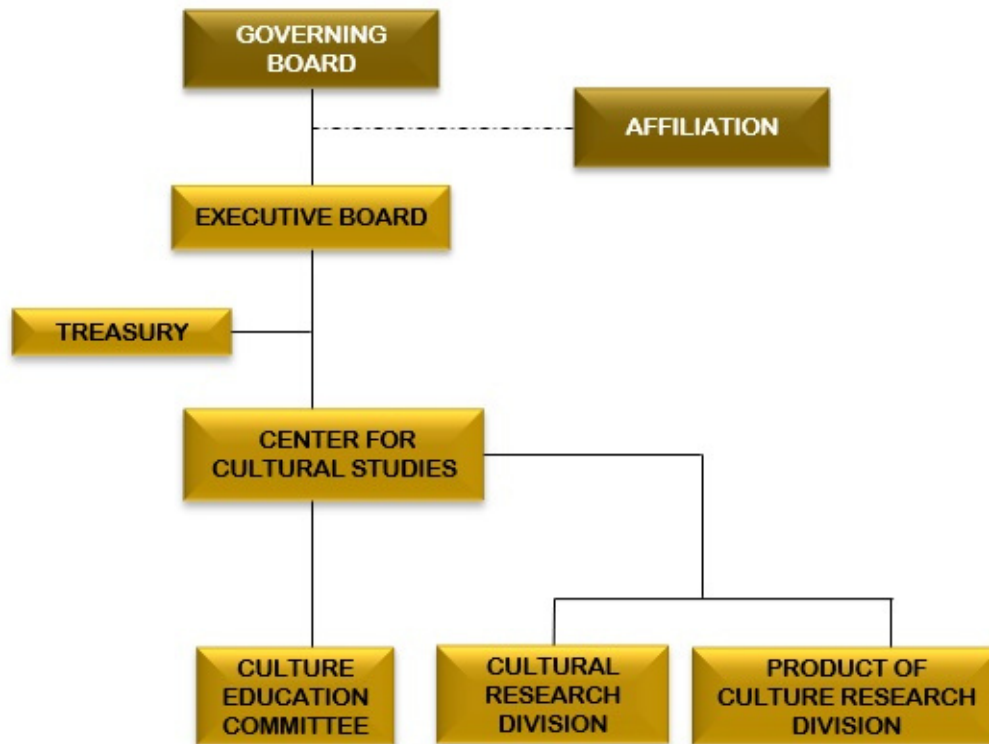 GOVERNING
BOARD
AFFILIATION
EXECUTIVE BOARD
TREASURY
CENTER FOR
CULTURAL STUDIES
CULTURE
EDUCATION
COMMITTEE
CULTURAL
RESEARCH
DIVISION
PRODUCT OF
CULTURE RESEARCH
DIVISION